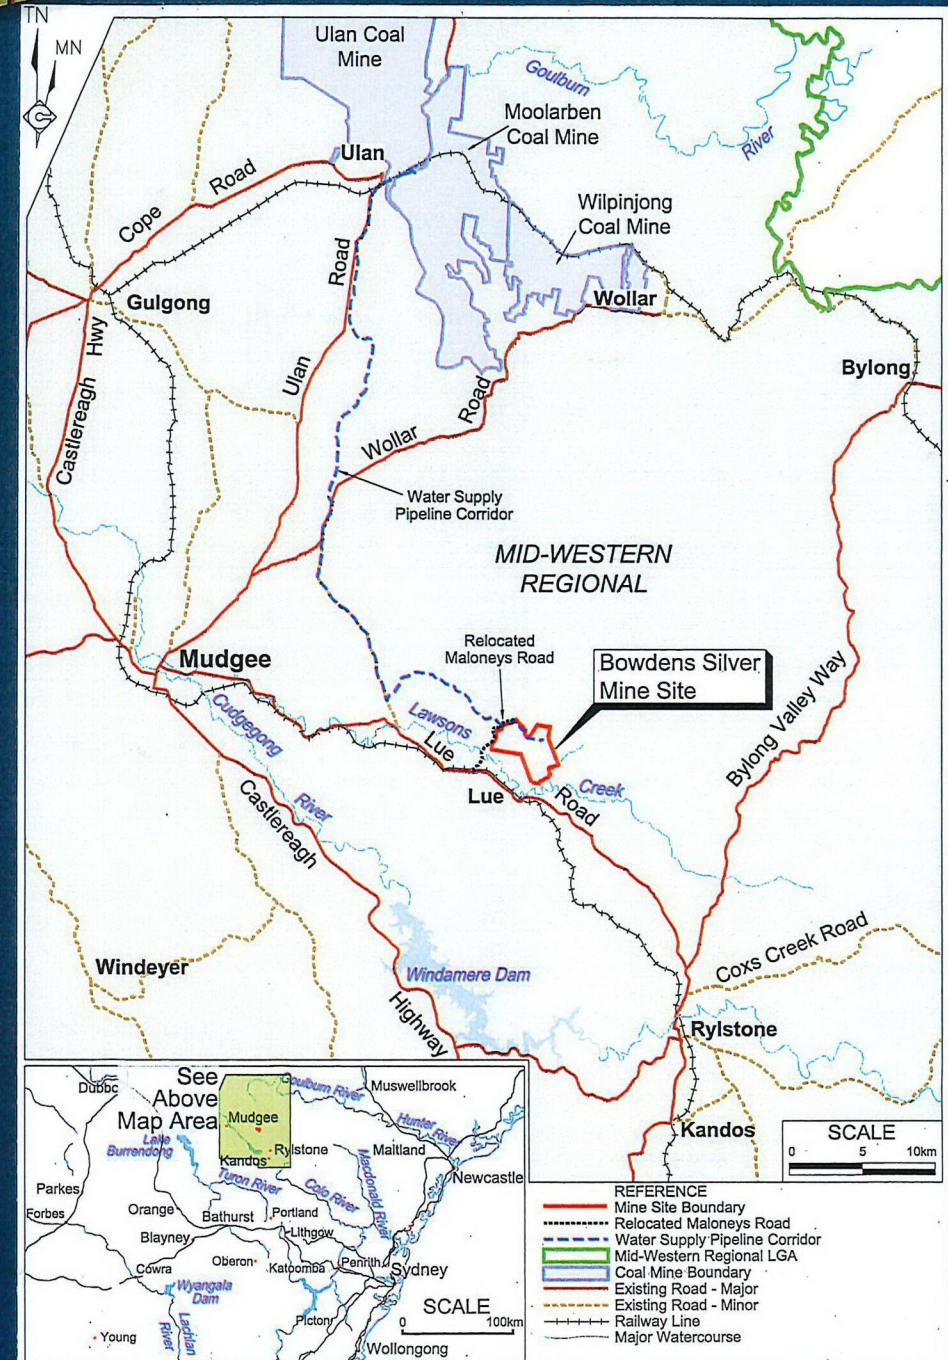 TN
MN
Ulan Coal
Mine
Goulburn
River
Moolarben
Coal Mine
Ulan
Cope Road
Wilpinjong
Coal Mine
Road
Gulgong
Wollar
Hwy
Ulan
Castlereagh
Bylong
Road
Wollar
Water Supply
Pipeline Corridor
MID-WESTERN
REGIONAL
Relocated
Maloneys Road
Mudgee
Bowdens Silver
Mine Site
Cudgegong
River
Lawsons
Creek
Lue
Road
Lue
Bylong Valley Way
Castlereagh
Highway
Windeyer
Windamere Dam
Coxs Creek Road
Rylstone
Kandos
SCALE
0 5 10km
See
Above
Map Area
Dubbo
Goulburn River
Muswellbrook
Mudgee
Hunter River
Lake
Burrendong
Rylstone
Kandos
Maitland
Macdonald River
Newcastle
Turon River
Colo River
Parkes
Forbes
Orange
Bathurst
Portland
Lithgow
Blayney
Oberon
Katoomba
Penrith
Sydney
Cowra
Wyangala
Dam
Lachlan
River
Picton
Young
Wollongong
SCALE
0 100km
REFERENCE
Mine Site Boundary
Relocated Maloneys Road
Water Supply Pipeline Corridor
Mid-Western Regional LGA
Coal Mine Boundary
Existing Road - Major
Existing Road - Minor
Railway Line
Major Watercourse